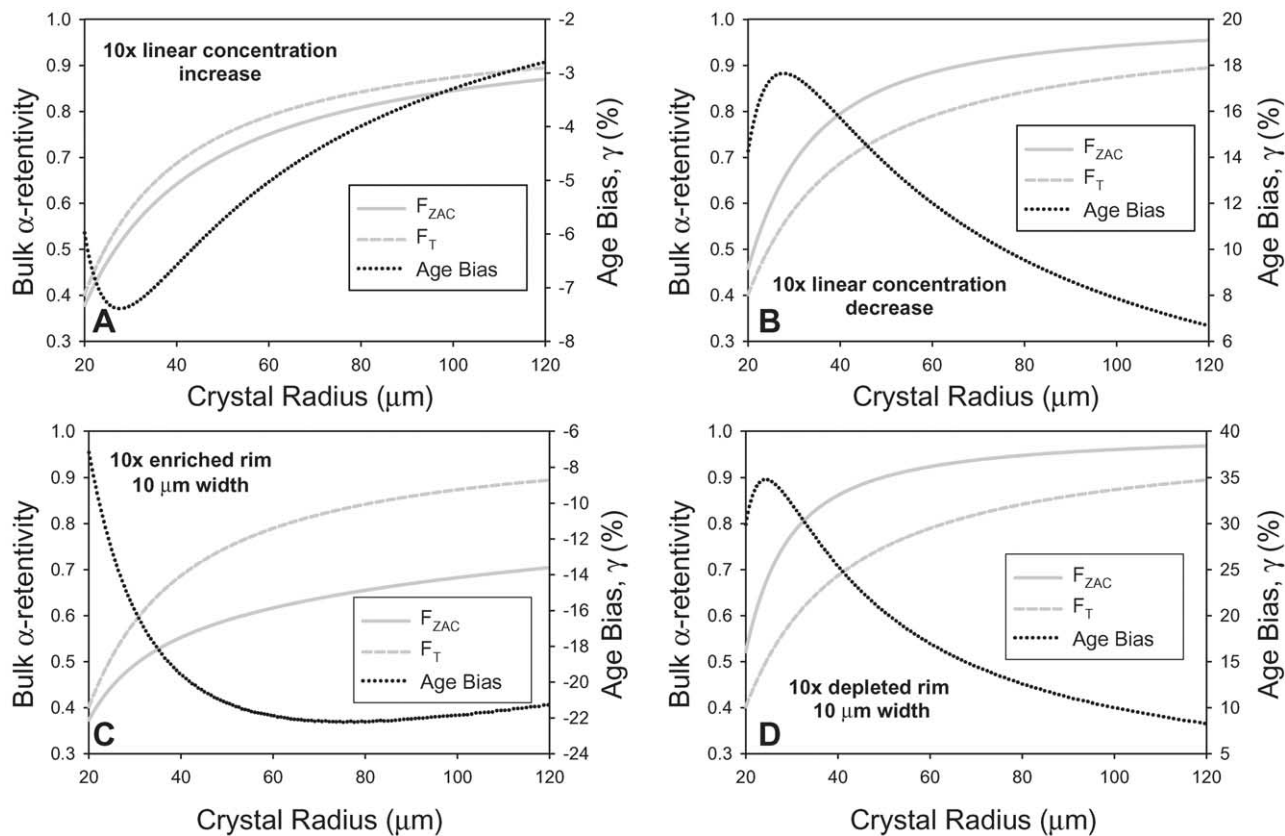 1.0
0.9
0.8
0.7
0.6
0.5
0.4
0.3
Bulk α-retentivity
10x linear concentration
increase
F_ZAC
F_T
Age Bias
A
-2
-3
-4
-5
-6
-7
-8
Age Bias, γ (%)
20 40 60 80 100 120
Crystal Radius (μm)
1.0
0.9
0.8
0.7
0.6
0.5
0.4
0.3
Bulk α-retentivity
F_ZAC
F_T
Age Bias
10x linear concentration
decrease
B
20
18
16
14
12
10
8
6
Age Bias, γ (%)
20 40 60 80 100 120
Crystal Radius (μm)
1.0
0.9
0.8
0.7
0.6
0.5
0.4
0.3
Bulk α-retentivity
10x enriched rim
10 μm width
F_ZAC
F_T
Age Bias
C
-6
-8
-10
-12
-14
-16
-18
-20
-22
-24
Age Bias, γ (%)
20 40 60 80 100 120
Crystal Radius (μm)
1.0
0.9
0.8
0.7
0.6
0.5
0.4
0.3
Bulk α-retentivity
F_ZAC
F_T
Age Bias
10x depleted rim
10 μm width
D
40
35
30
25
20
15
10
5
Age Bias, γ (%)
20 40 60 80 100 120
Crystal Radius (μm)